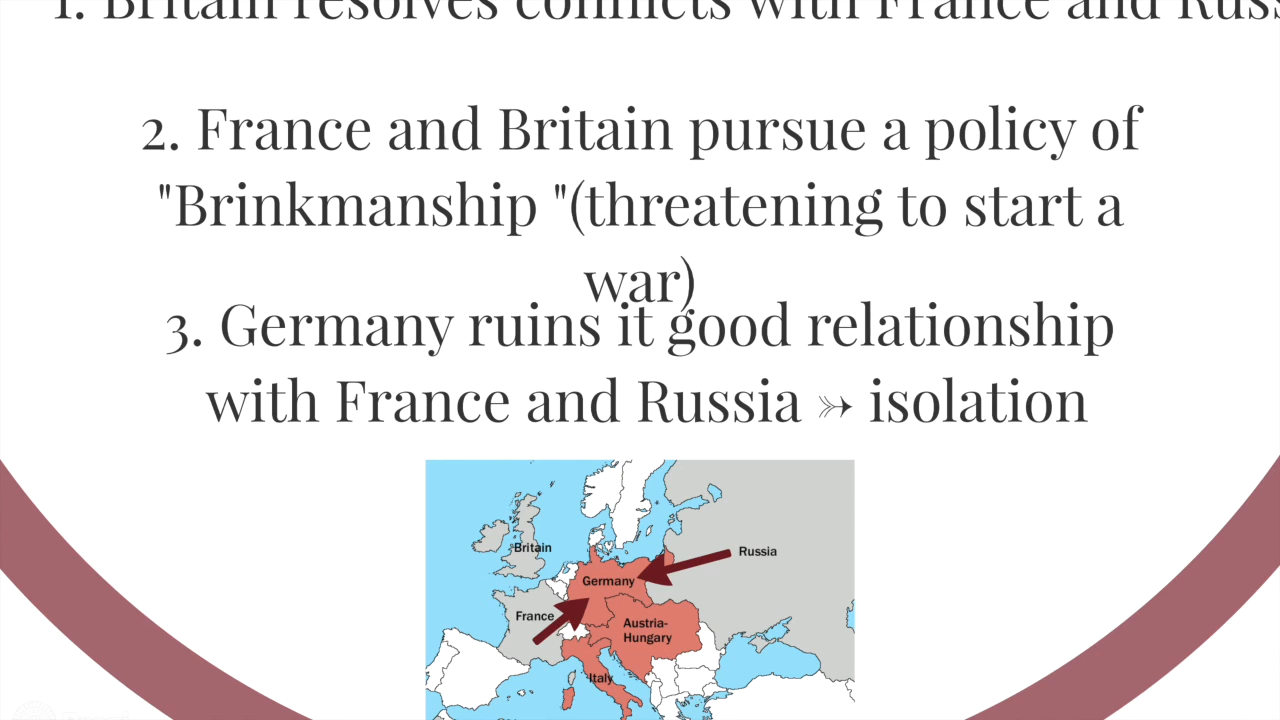 1. Britain resolves conflicts with France and Russ
2. France and Britain pursue a policy of
"Brinkmanship "(threatening to start a
war)
3. Germany ruins it good relationship
with France and Russia ➳ isolation
Britain
Russia
Germany
France
Austria-
Hungary
Italy